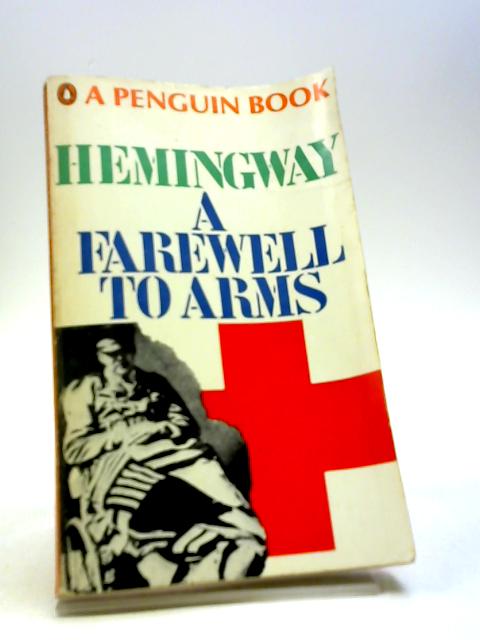 A PENGUIN BOOK
HEMINGWAY
A
FAREWELL
TO ARMS